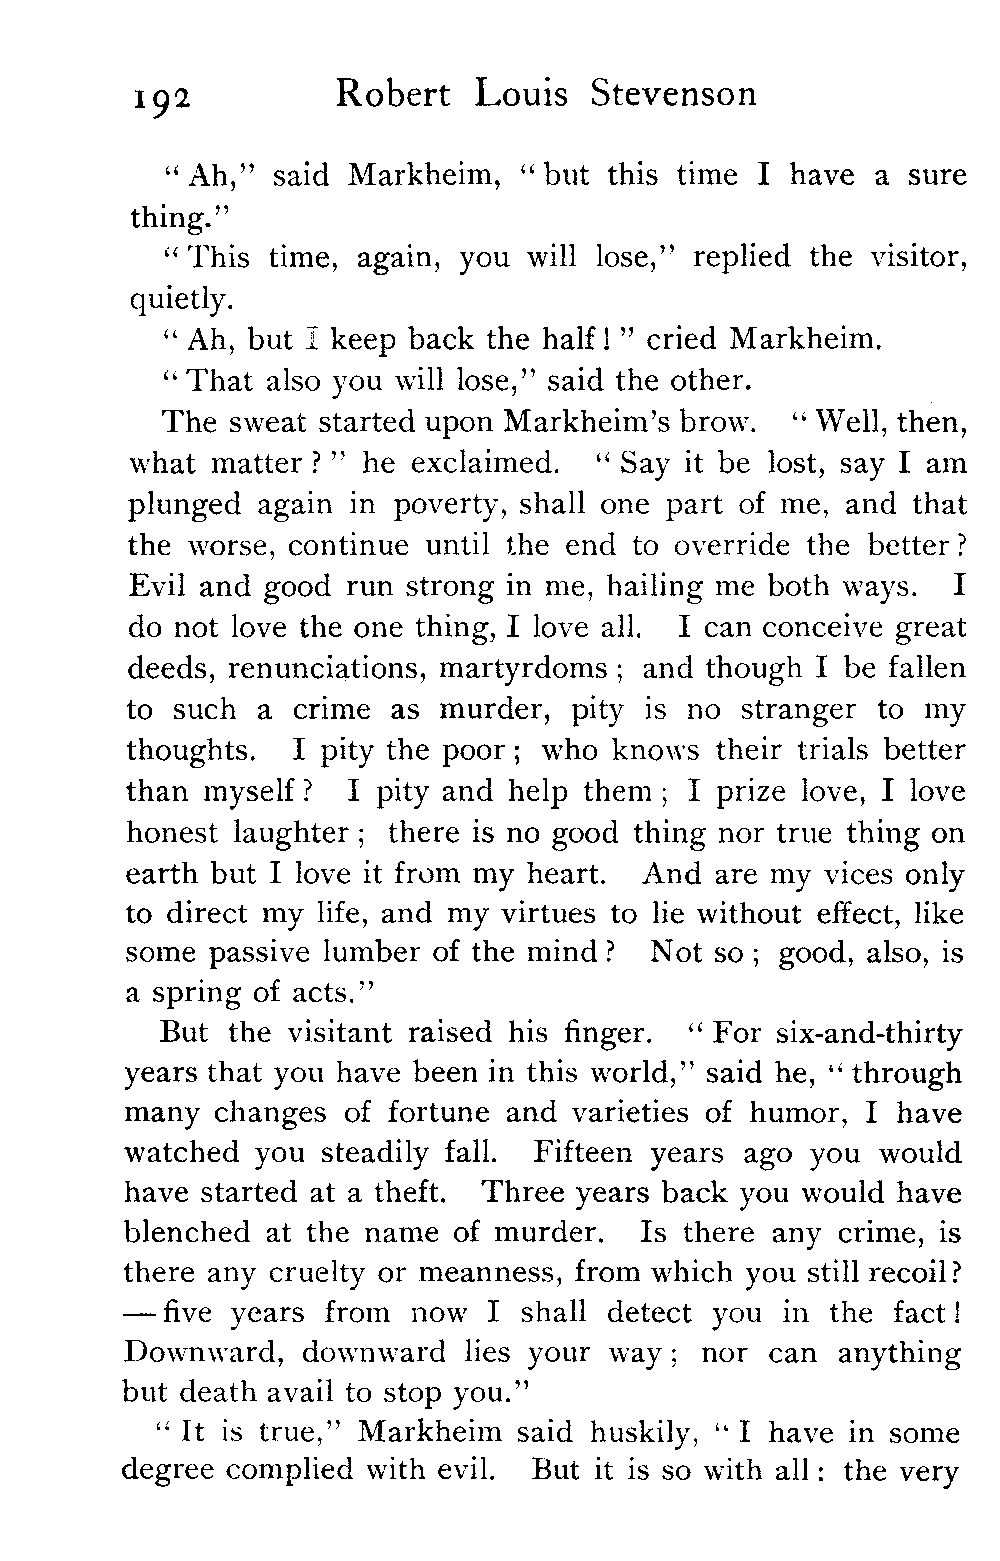 192 Robert Louis Stevenson
“ Ah,” said Markheim, “ but this time I have a sure
thing.”
“ This time, again, you will lose,” replied the visitor,
quietly.
“ Ah, but I keep back the half! ” cried Markheim.
“ That also you will lose,” said the other.
The sweat started upon Markheim’s brow. “ Well, then,
what matter ? ” he exclaimed. “ Say it be lost, say I am
plunged again in poverty, shall one part of me, and that
the worse, continue until the end to override the better ?
Evil and good run strong in me, hailing me both ways. I
do not love the one thing, I love all. I can conceive great
deeds, renunciations, martyrdoms ; and though I be fallen
to such a crime as murder, pity is no stranger to my
thoughts. I pity the poor ; who knows their trials better
than myself ? I pity and help them ; I prize love, I love
honest laughter ; there is no good thing nor true thing on
earth but I love it from my heart. And are my vices only
to direct my life, and my virtues to lie without effect, like
some passive lumber of the mind ? Not so ; good, also, is
a spring of acts.”
But the visitant raised his finger. “ For six-and-thirty
years that you have been in this world,” said he, “ through
many changes of fortune and varieties of humor, I have
watched you steadily fall. Fifteen years ago you would
have started at a theft. Three years back you would have
blenched at the name of murder. Is there any crime, is
there any cruelty or meanness, from which you still recoil?
— five years from now I shall detect you in the fact !
Downward, downward lies your way ; nor can anything
but death avail to stop you.”
“ It is true,” Markheim said huskily, “ I have in some
degree complied with evil. But it is so with all : the very